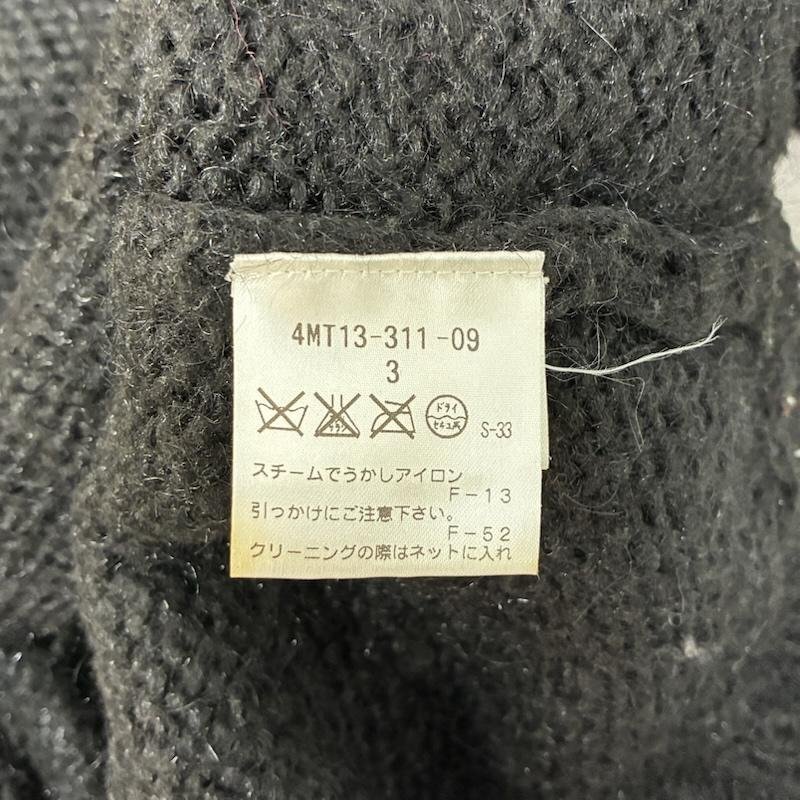 4MT13-311-09
3
ドライ
セキユ系
S-33
スチームでうかしアイロン
F-13
引っかけにご注意下さい。
F-52
クリーニングの際はネットに入れ